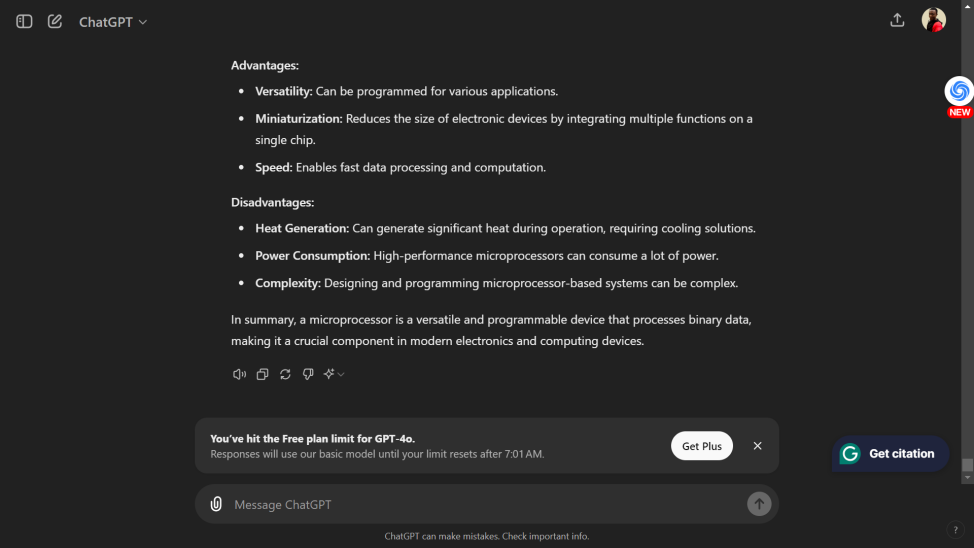 ChatGPT
Advantages:
• Versatility: Can be programmed for various applications.
• Miniaturization: Reduces the size of electronic devices by integrating multiple functions on a
single chip.
• Speed: Enables fast data processing and computation.
NEW
Disadvantages:
• Heat Generation: Can generate significant heat during operation, requiring cooling solutions.
• Power Consumption: High-performance microprocessors can consume a lot of power.
• Complexity: Designing and programming microprocessor-based systems can be complex.
In summary, a microprocessor is a versatile and programmable device that processes binary data,
making it a crucial component in modern electronics and computing devices.
You've hit the Free plan limit for GPT-4o.
Responses will use our basic model until your limit resets after 7:01 AM.
Get Plus
Get citation
Message ChatGPT
ChatGPT can make mistakes. Check important info.
?